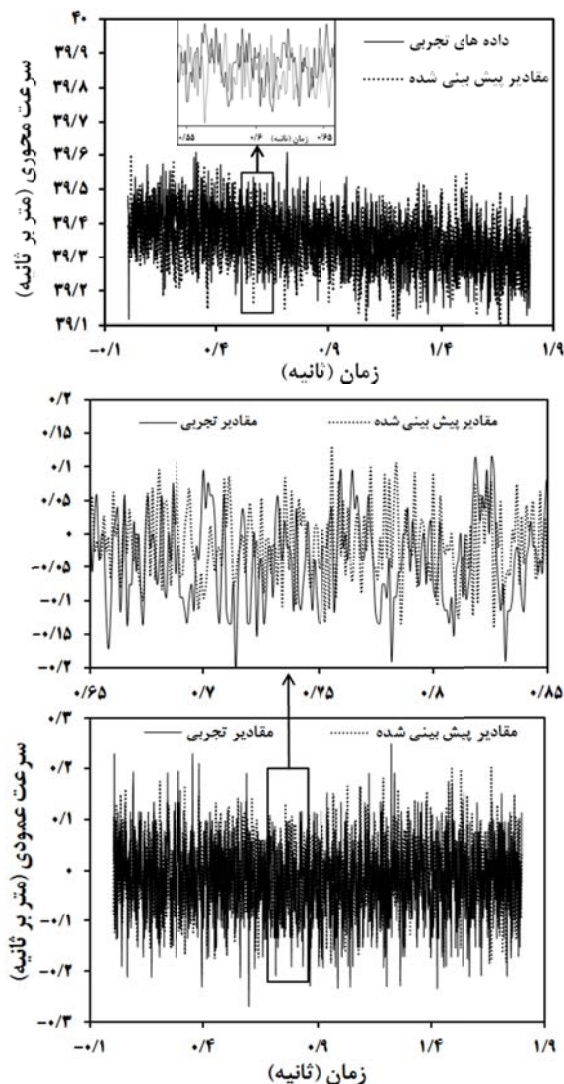 ۴۰
۳۹/۹
۳۹/۸
۳۹/۷
۳۹/۶
۳۹/۵
۳۹/۴
۳۹/۳
۳۹/۲
۳۹/۱
سرعت محوری (متر بر ثانیه)
داده های تجربی
مقادیر پیش بینی شده
۰/۵۵ ۰/۶ ۰/۶۵
زمان (ثانیه)
-۰/۱ ۰/۴ ۰/۹ ۱/۴ ۱/۹
زمان (ثانیه)
۰/۲
۰/۱۵
۰/۱
۰/۰۵
۰
-۰/۰۵
-۰/۱
-۰/۱۵
-۰/۲
مقادیر تجربی مقادیر پیش بینی شده
۰/۶۵ ۰/۷ ۰/۷۵ ۰/۸ ۰/۸۵
۰/۳
۰/۲
۰/۱
۰
-۰/۱
-۰/۲
-۰/۳
سرعت عمودی (متر بر ثانیه)
مقادیر تجربی مقادیر پیش بینی شده
-۰/۱ ۰/۴ ۰/۹ ۱/۴ ۱/۹
زمان (ثانیه)